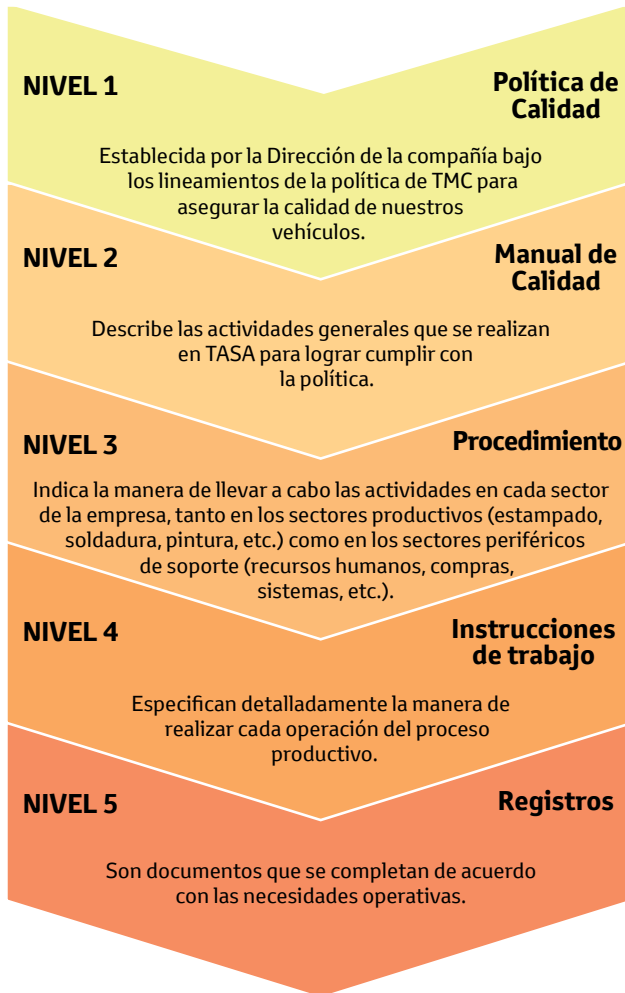 NIVEL 1
Política de
Calidad
Establecida por la Dirección de la compañía bajo
los lineamientos de la política de TMC para
asegurar la calidad de nuestros
vehículos.
NIVEL 2
Manual de
Calidad
Describe las actividades generales que se realizan
en TASA para lograr cumplir con
la política.
NIVEL 3
Procedimiento
Indica la manera de llevar a cabo las actividades en cada sector
de la empresa, tanto en los sectores productivos (estampado,
soldadura, pintura, etc.) como en los sectores periféricos
de soporte (recursos humanos, compras,
sistemas, etc.).
NIVEL 4
Instrucciones
de trabajo
Especifican detalladamente la manera de
realizar cada operación del proceso
productivo.
NIVEL 5
Registros
Son documentos que se completan de acuerdo
con las necesidades operativas.